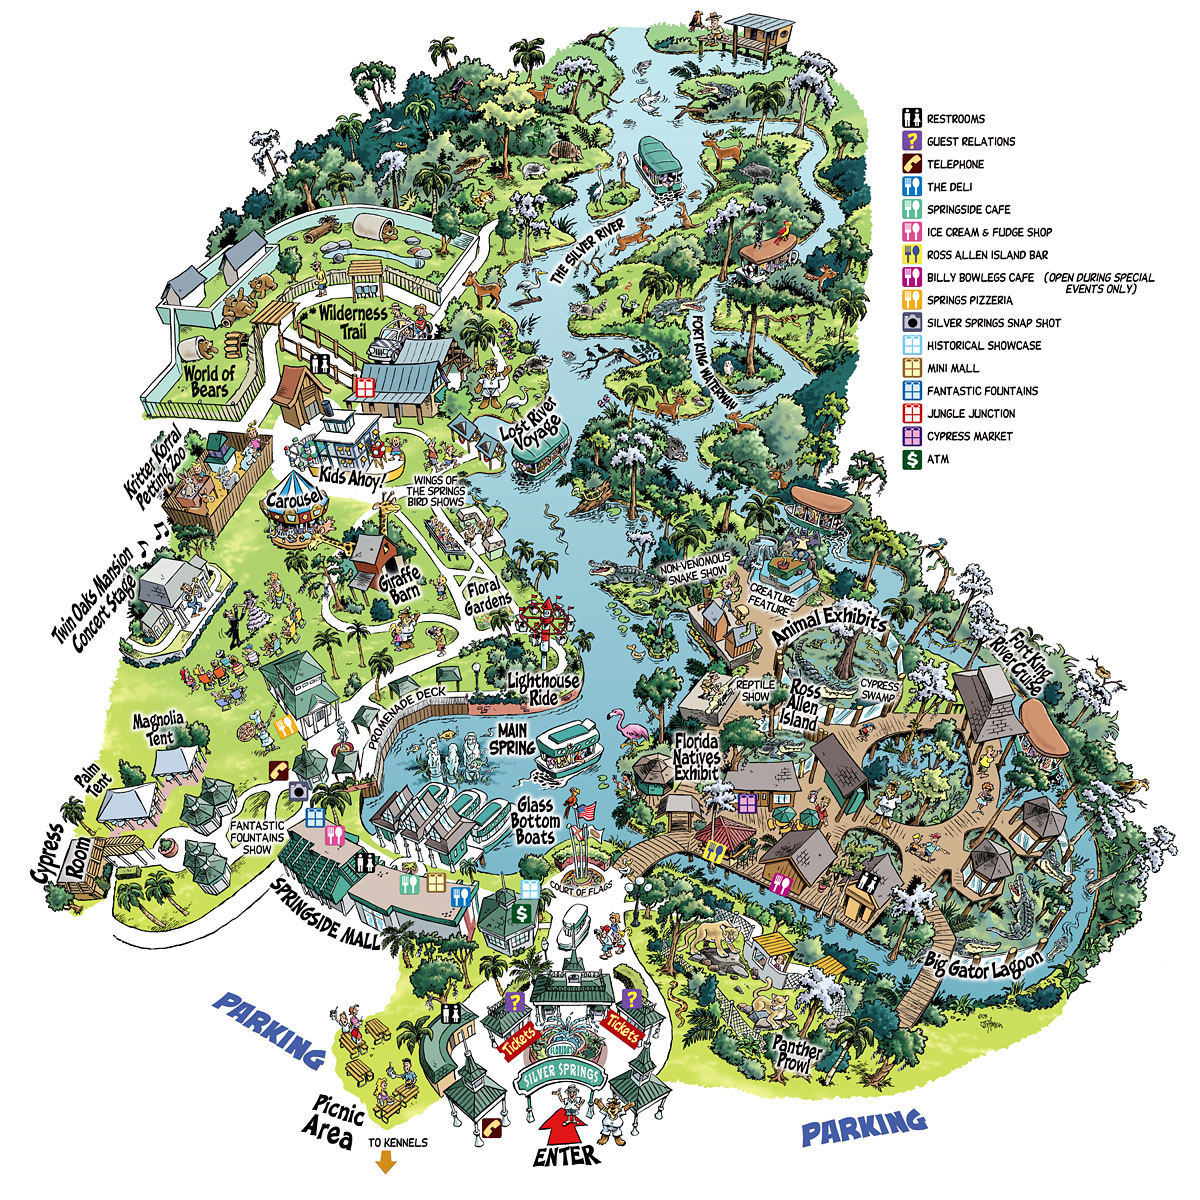 RESTROOMS
GUEST RELATIONS
TELEPHONE
THE DELI
SPRINGSIDE CAFE
ICE CREAM & FUDGE SHOP
ROSS ALLEN ISLAND BAR
BILLY BOWLEGS CAFE (OPEN DURING SPECIAL
EVENTS ONLY)
SPRINGS PIZZERIA
SILVER SPRINGS SNAP SHOT
HISTORICAL SHOWCASE
MINI MALL
FANTASTIC FOUNTAINS
JUNGLE JUNCTION
CYPRESS MARKET
$ ATM
THE SILVER RIVER
FORT KING WATERWAY
Wilderness
Trail
World of
Bears
Lost River
Voyage
Kritter Korral
Petting Zoo
Kids Ahoy!
WINGS OF
THE SPRINGS
BIRD SHOWS
Carousel
Twin Oaks Mansion
Concert Stage
Giraffe
Barn
Floral
Gardens
NON-VENOMOUS
SNAKE SHOW
CREATURE
FEATURE
Animal Exhibits
Fort King
River Cruise
Lighthouse
Ride
REPTILE
SHOW
Ross
Allen
Island
CYPRESS
SWAMP
PROMENADE DECK
Magnolia
Tent
MAIN
SPRING
Florida
Natives
Exhibit
Palm
Tent
Glass
Bottom
Boats
FANTASTIC
FOUNTAINS
SHOW
Cypress
Room
COURT OF FLAGS
SPRINGSIDE MALL
$
Big Gator Lagoon
PARKING
?
?
Tickets
Tickets
FLORIDA'S
SILVER SPRINGS
Panther
Prowl
Picnic
Area
TO KENNELS
ENTER
PARKING